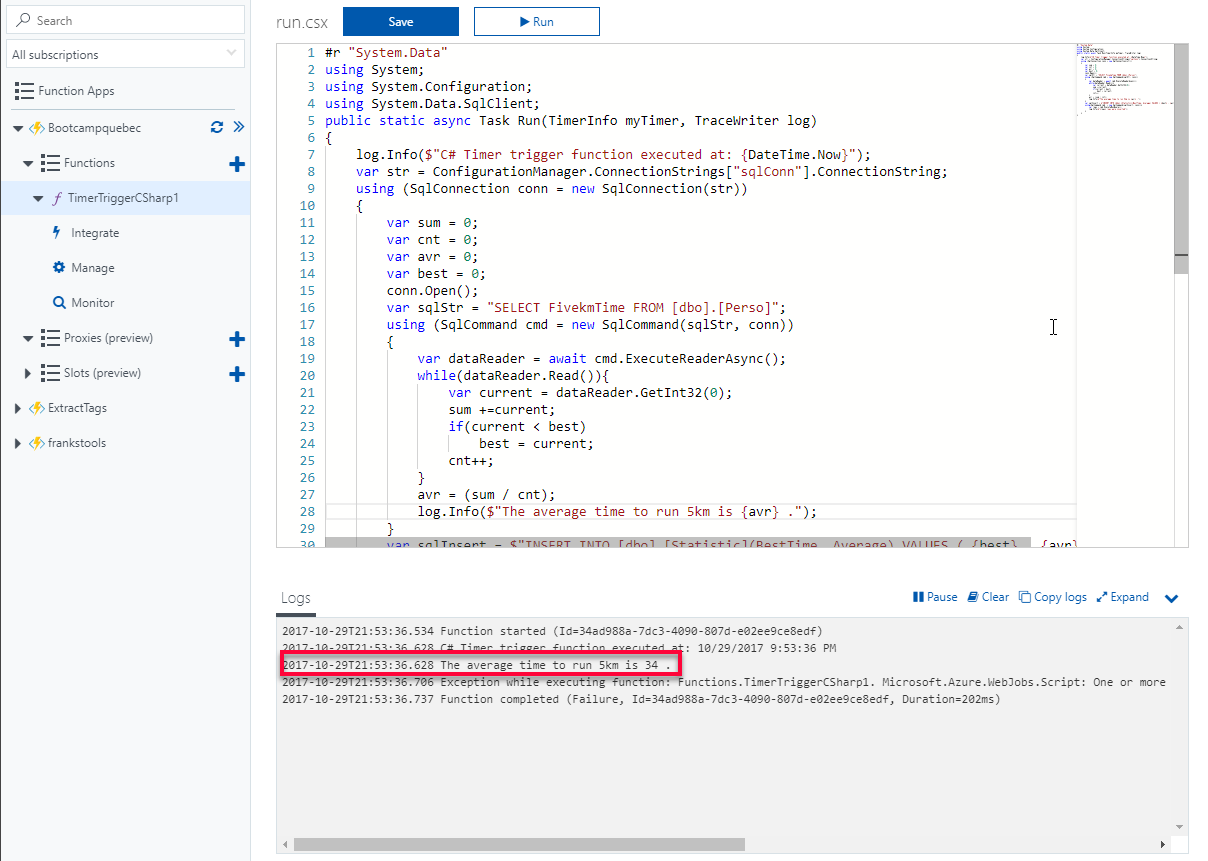 Search
All subscriptions
Function Apps
Bootcampquebec
Functions
TimerTriggerCSharp1
Integrate
Manage
Monitor
Proxies (preview)
Slots (preview)
ExtractTags
frankstools
run.csx
Save
Run
1 #r "System.Data"
2 using System;
3 using System.Configuration;
4 using System.Data.SqlClient;
5 public static async Task Run(TimerInfo myTimer, TraceWriter log)
6 {
7 log.Info($"C# Timer trigger function executed at: {DateTime.Now}");
8 var str = ConfigurationManager.ConnectionStrings["sqlConn"].ConnectionString;
9 using (SqlConnection conn = new SqlConnection(str))
10 {
11 var sum = 0;
12 var cnt = 0;
13 var avr = 0;
14 var best = 0;
15 conn.Open();
16 var sqlStr = "SELECT FivekmTime FROM [dbo].[Perso]";
17 using (SqlCommand cmd = new SqlCommand(sqlStr, conn))
18 {
19 var dataReader = await cmd.ExecuteReaderAsync();
20 while(dataReader.Read()){
21 var current = dataReader.GetInt32(0);
22 sum +=current;
23 if(current < best)
24 best = current;
25 cnt++;
26 }
27 avr = (sum / cnt);
28 log.Info($"The average time to run 5km is {avr} .");
29 }
30 var sqlInsert = $"INSERT INTO [dbo].[Statistic](BestTime, Average) VALUES ( {best}, {avr}
Logs
Pause
Clear
Copy logs
Expand
2017-10-29T21:53:36.534 Function started (Id=34ad988a-7dc3-4090-807d-e02ee9ce8edf)
2017-10-29T21:53:36.628 C# Timer trigger function executed at: 10/29/2017 9:53:36 PM
2017-10-29T21:53:36.628 The average time to run 5km is 34 .
2017-10-29T21:53:36.706 Exception while executing function: Functions.TimerTriggerCSharp1. Microsoft.Azure.WebJobs.Script: One or more
2017-10-29T21:53:36.737 Function completed (Failure, Id=34ad988a-7dc3-4090-807d-e02ee9ce8edf, Duration=202ms)